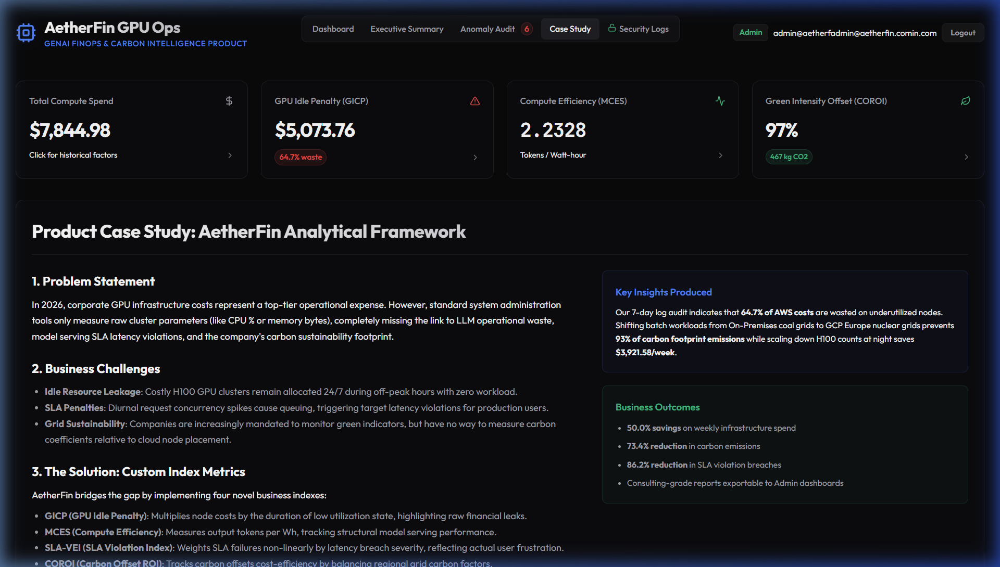 AetherFin GPU Ops
GENAI FINOPS & CARBON INTELLIGENCE PRODUCT
Dashboard
Executive Summary
Anomaly Audit 6
Case Study
Security Logs
Admin
admin@aetherfadmin@aetherfin.comin.com
Logout
Total Compute Spend
$
$7,844.98
Click for historical factors
GPU Idle Penalty (GICP)
$5,073.76
64.7% waste
Compute Efficiency (MCES)
2.2328
Tokens / Watt-hour
Green Intensity Offset (COROI)
97%
467 kg CO2
Product Case Study: AetherFin Analytical Framework
1. Problem Statement
In 2026, corporate GPU infrastructure costs represent a top-tier operational expense. However, standard system administration
tools only measure raw cluster parameters (like CPU % or memory bytes), completely missing the link to LLM operational waste,
model serving SLA latency violations, and the company's carbon sustainability footprint.
2. Business Challenges
• Idle Resource Leakage: Costly H100 GPU clusters remain allocated 24/7 during off-peak hours with zero workload.
• SLA Penalties: Diurnal request concurrency spikes cause queuing, triggering target latency violations for production users.
• Grid Sustainability: Companies are increasingly mandated to monitor green indicators, but have no way to measure carbon
coefficients relative to cloud node placement.
3. The Solution: Custom Index Metrics
AetherFin bridges the gap by implementing four novel business indexes:
• GICP (GPU Idle Penalty): Multiplies node costs by the duration of low utilization state, highlighting raw financial leaks.
• MCES (Compute Efficiency): Measures output tokens per Wh, tracking structural model serving performance.
• SLA-VEI (SLA Violation Index): Weights SLA failures non-linearly by latency breach severity, reflecting actual user frustration.
• COROI (Carbon Offset ROI): Tracks carbon offsets cost-efficiency by balancing regional grid carbon factors.
Key Insights Produced
Our 7-day log audit indicates that 64.7% of AWS costs are wasted on underutilized nodes.
Shifting batch workloads from On-Premises coal grids to GCP Europe nuclear grids prevents
93% of carbon footprint emissions while scaling down H100 counts at night saves
$3,921.58/week.
Business Outcomes
• 50.0% savings on weekly infrastructure spend
• 73.4% reduction in carbon emissions
• 86.2% reduction in SLA violation breaches
• Consulting-grade reports exportable to Admin dashboards